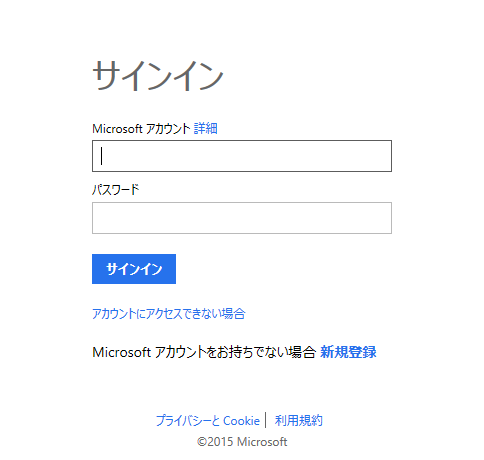 サインイン
Microsoft アカウント 詳細
パスワード
サインイン
アカウントにアクセスできない場合
Microsoft アカウントをお持ちでない場合 新規登録
プライバシーと Cookie | 利用規約
©2015 Microsoft